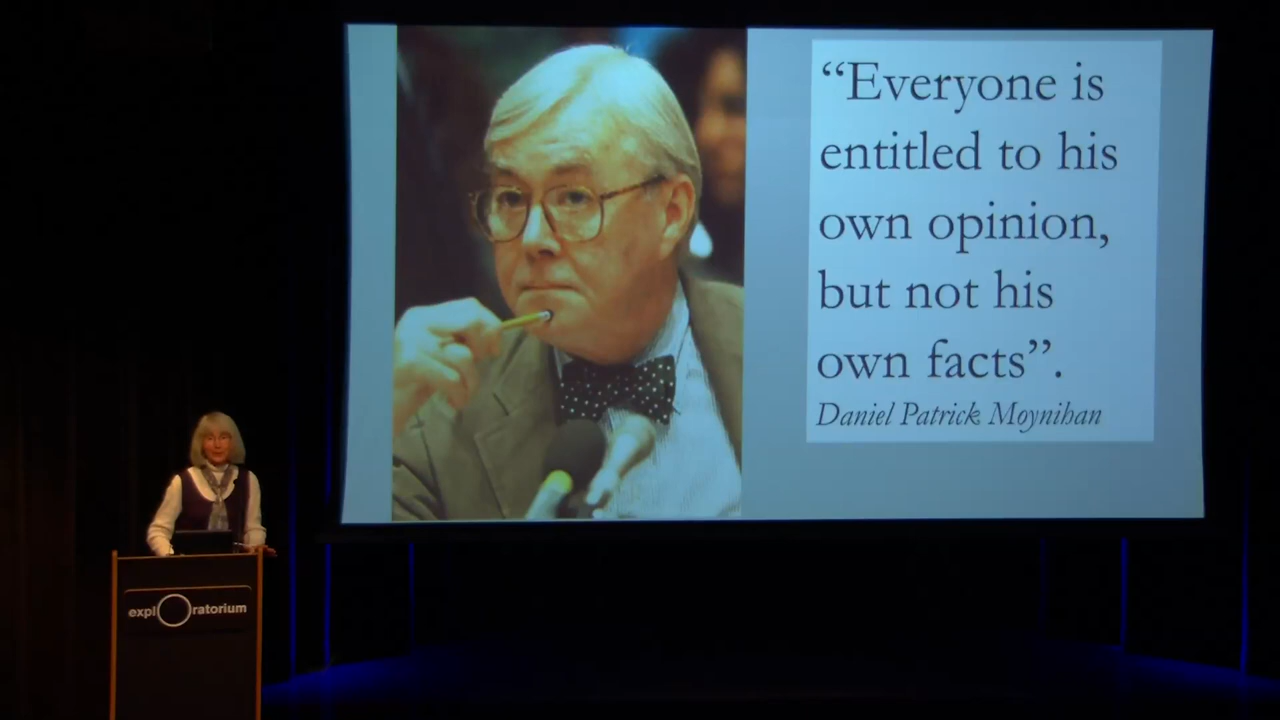 “Everyone is
entitled to his
own opinion,
but not his
own facts”.
Daniel Patrick Moynihan
expl ratorium